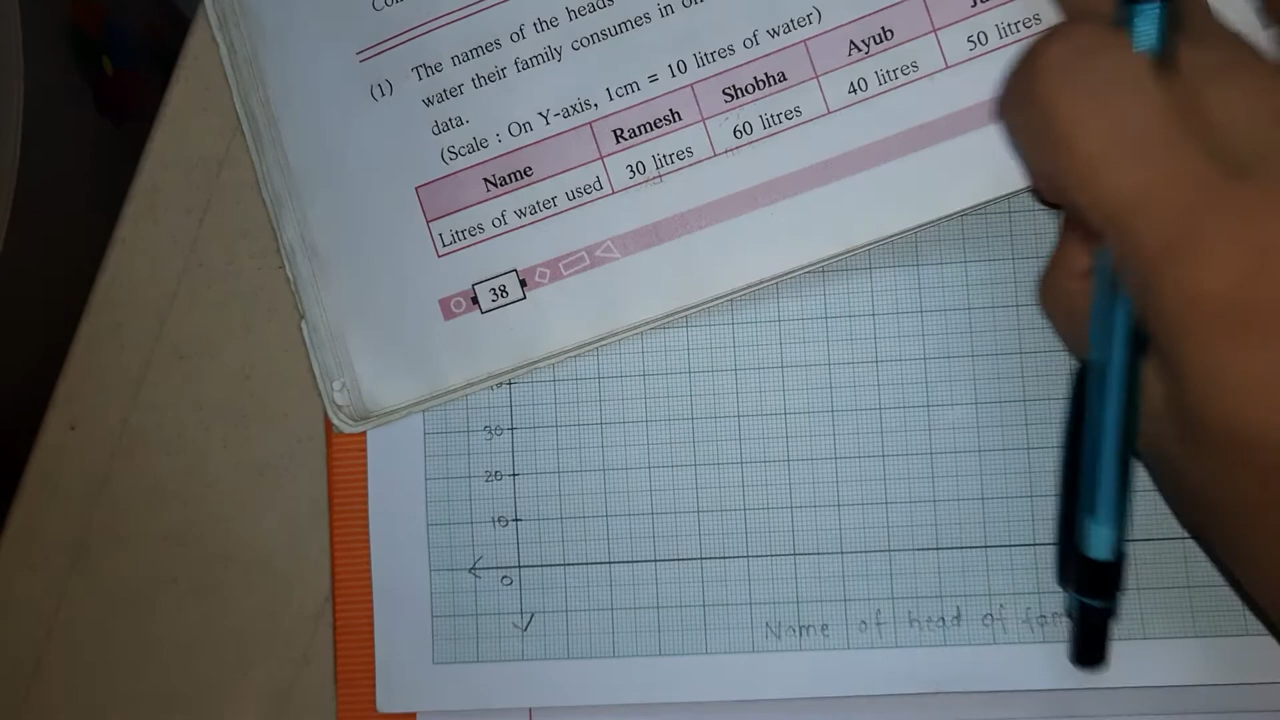 (1) The names of the heads
water their family consumes in
data.
(Scale : On Y-axis, 1cm = 10 litres of water)
Name Ramesh Shobha Ayub
Litres of water used 30 litres 60 litres 40 litres 50 litres
38
30
20
10
0
Name of head of